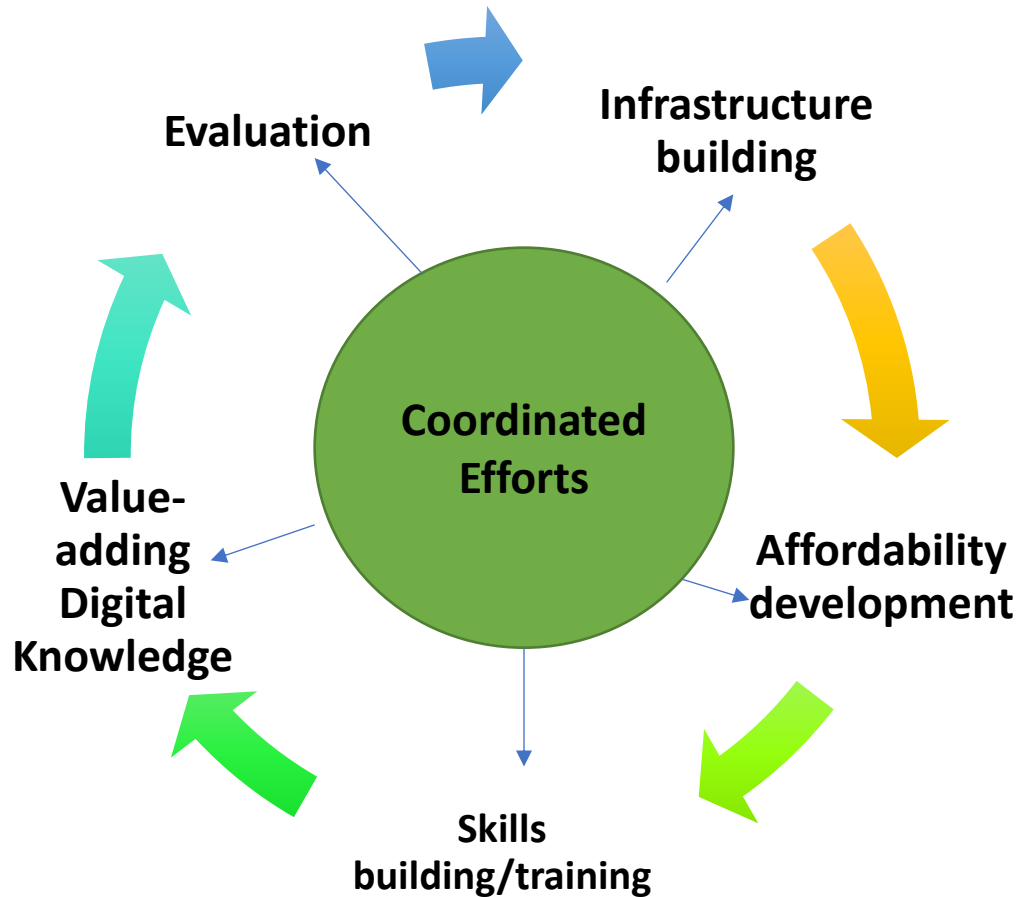 Evaluation
Infrastructure
building
Coordinated
Efforts
Affordability
development
Skills
building/training
Value-
adding
Digital
Knowledge